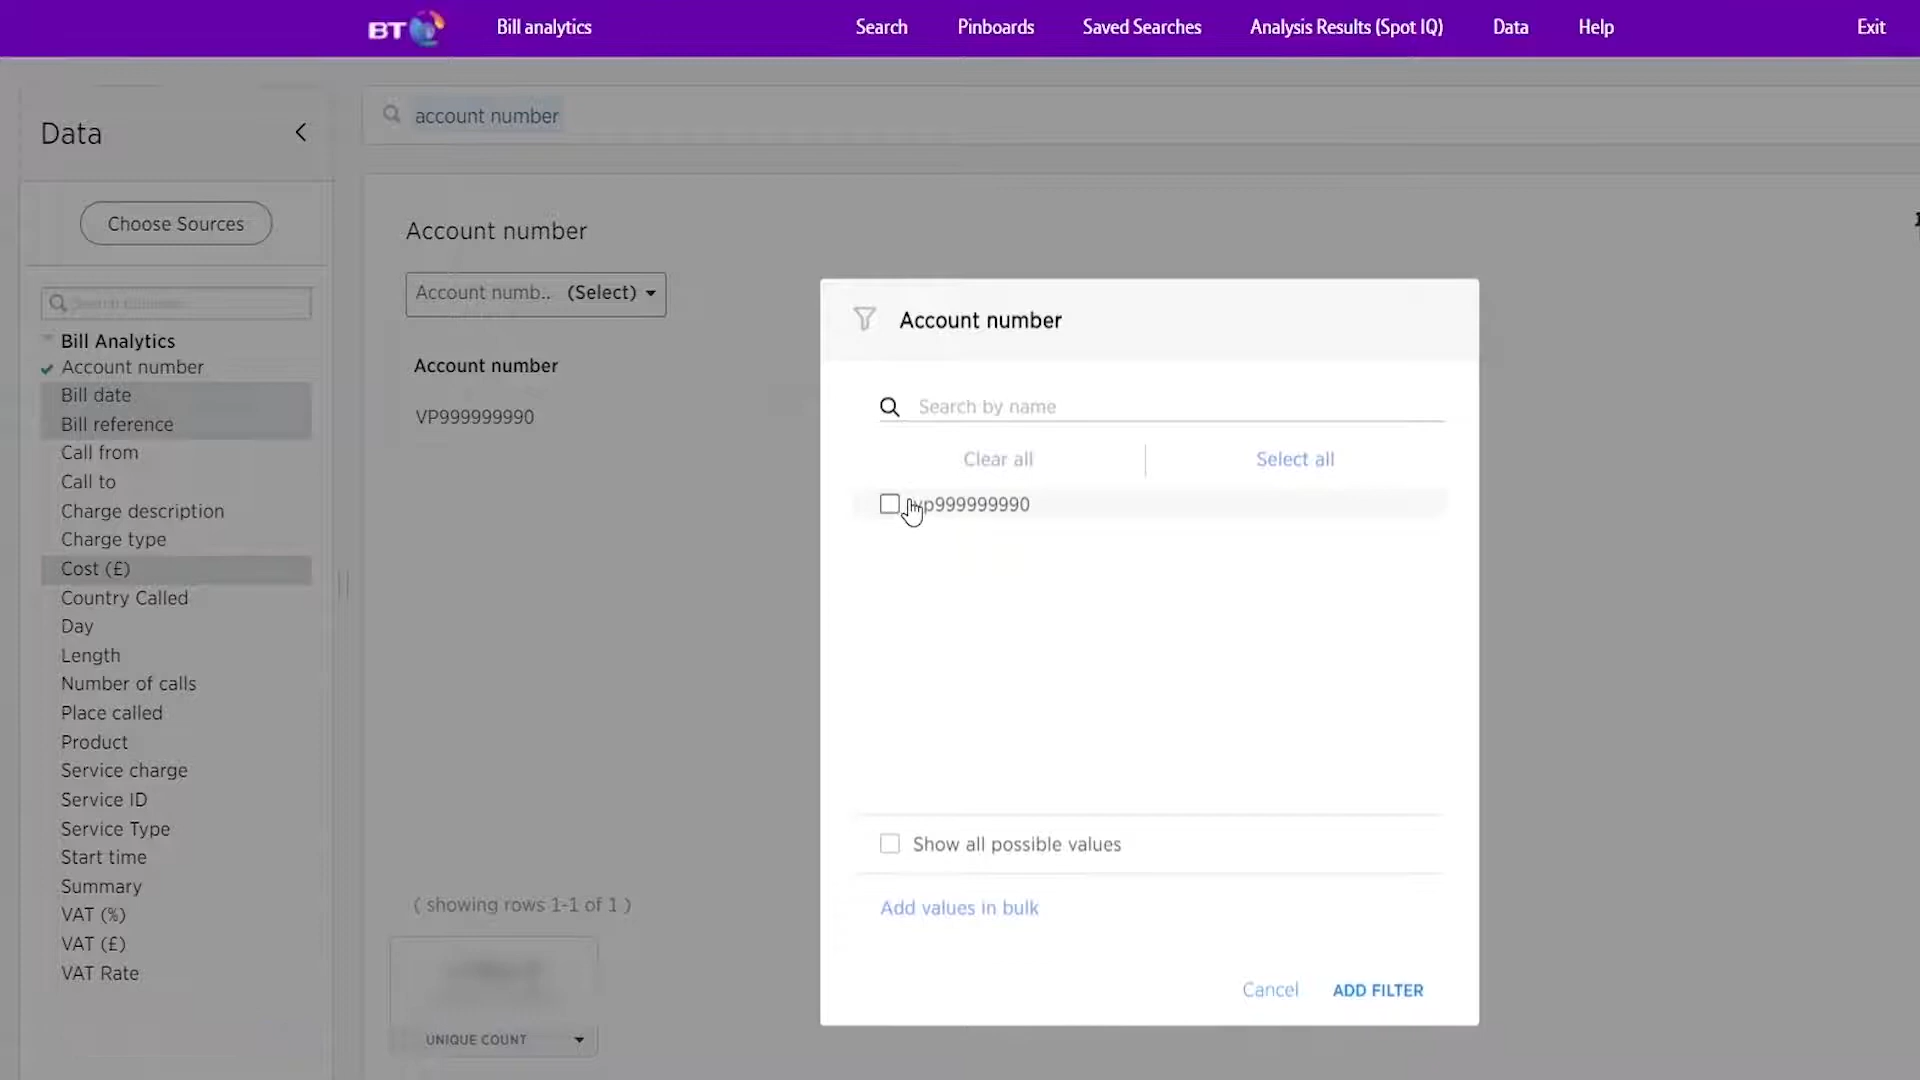 BT
Bill analytics
Search
Pinboards
Saved Searches
Analysis Results (Spot IQ)
Data
Help
Exit
Data
Choose Sources
Bill Analytics
Account number
Bill date
Bill reference
Call from
Call to
Charge description
Charge type
Cost (£)
Country Called
Day
Length
Number of calls
Place called
Product
Service charge
Service ID
Service Type
Start time
Summary
VAT (%)
VAT (£)
VAT Rate
account number
Account number
Account numb.. (Select)
Account number
VP999999990
( showing rows 1-1 of 1 )
UNIQUE COUNT
Account number
Search by name
Clear all
Select all
vp999999990
Show all possible values
Add values in bulk
Cancel
ADD FILTER